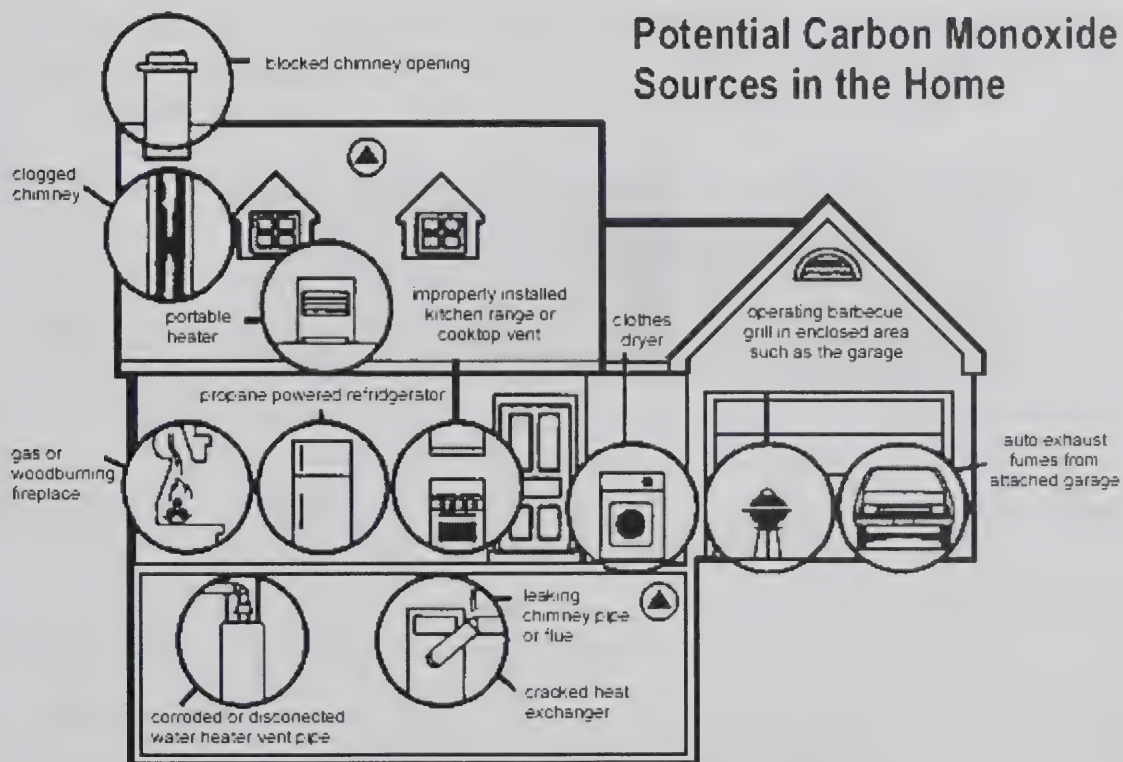 Potential Carbon Monoxide
Sources in the Home
blocked chimney opening
clogged
chimney
portable
heater
improperly installed
kitchen range or
cooktop vent
clothes
dryer
operating barbecue
grill in enclosed area
such as the garage
propane powered refridgerator
gas or
woodburning
fireplace
auto exhaust
fumes from
attached garage
leaking
chimney pipe
or flue
cracked heat
exchanger
corroded or disconected
water heater vent pipe